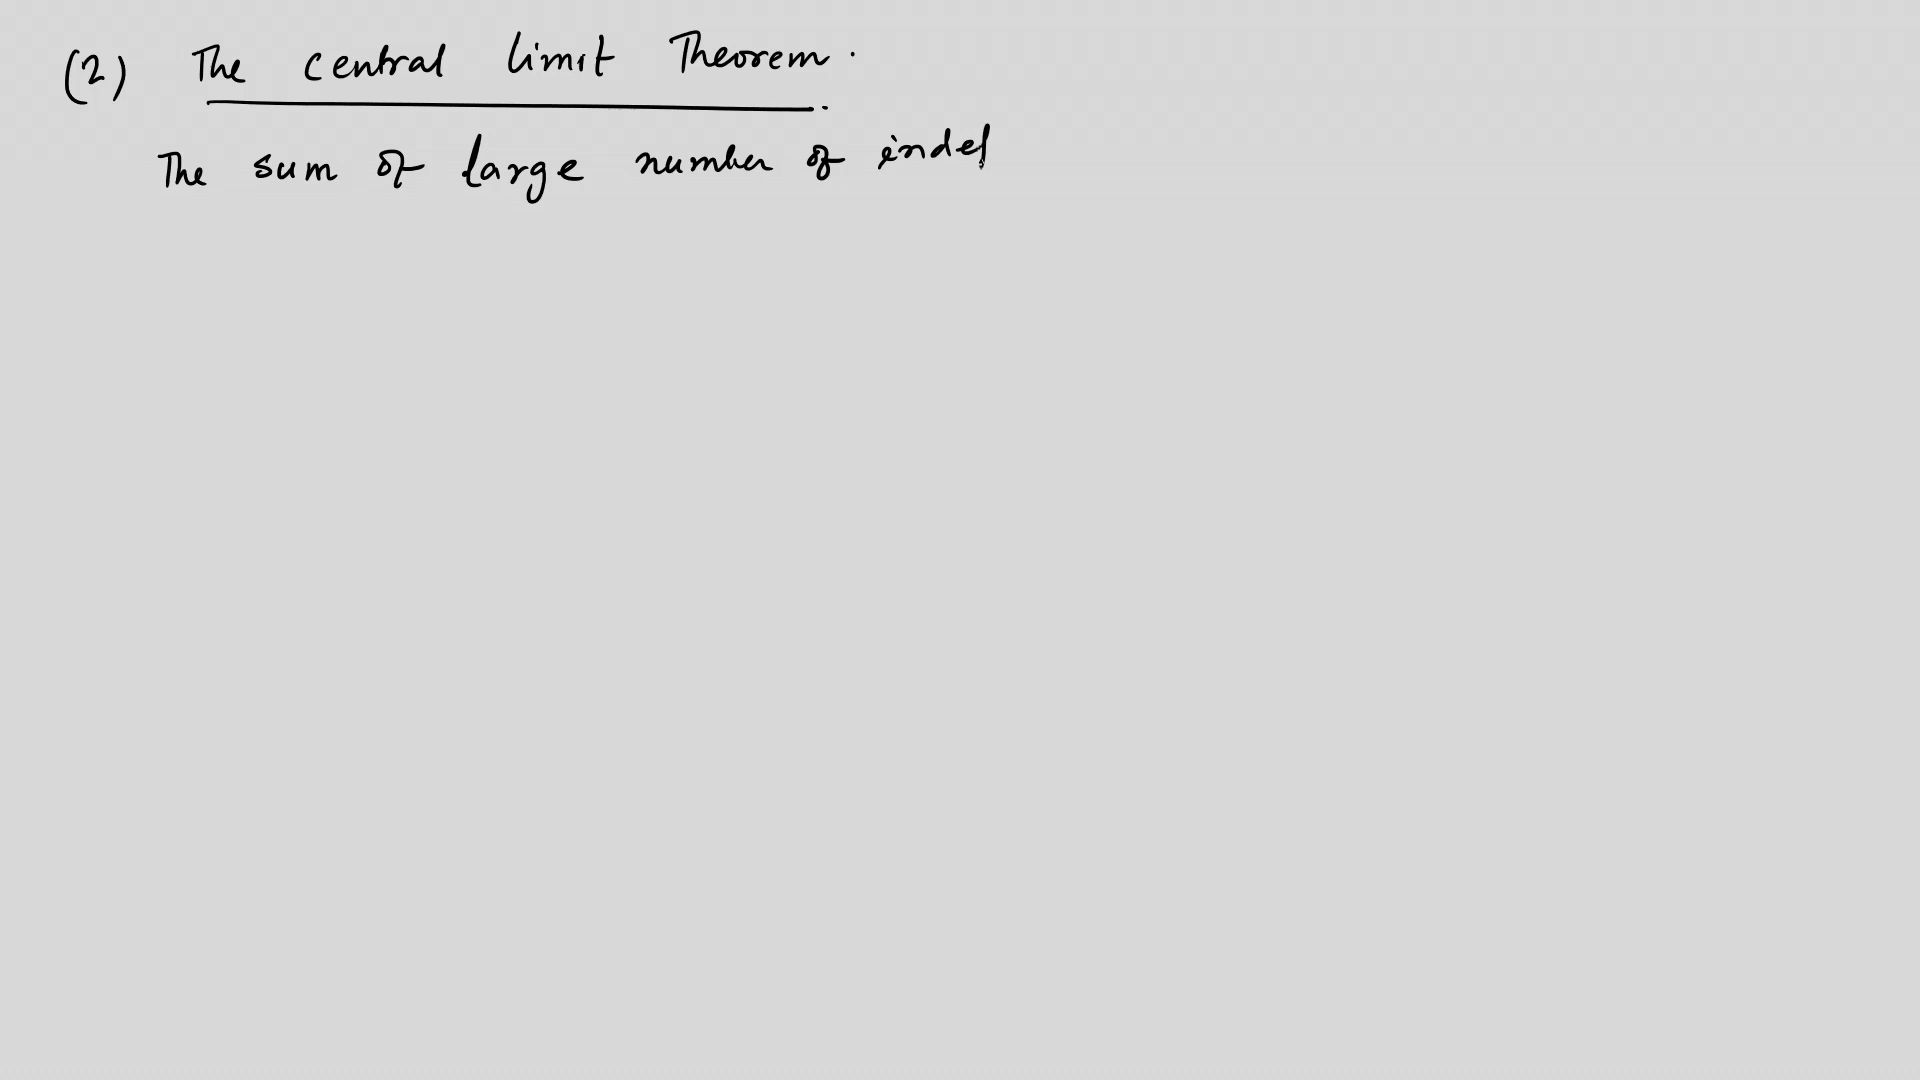 (2) The central limit Theorem.
The sum of large number of indep